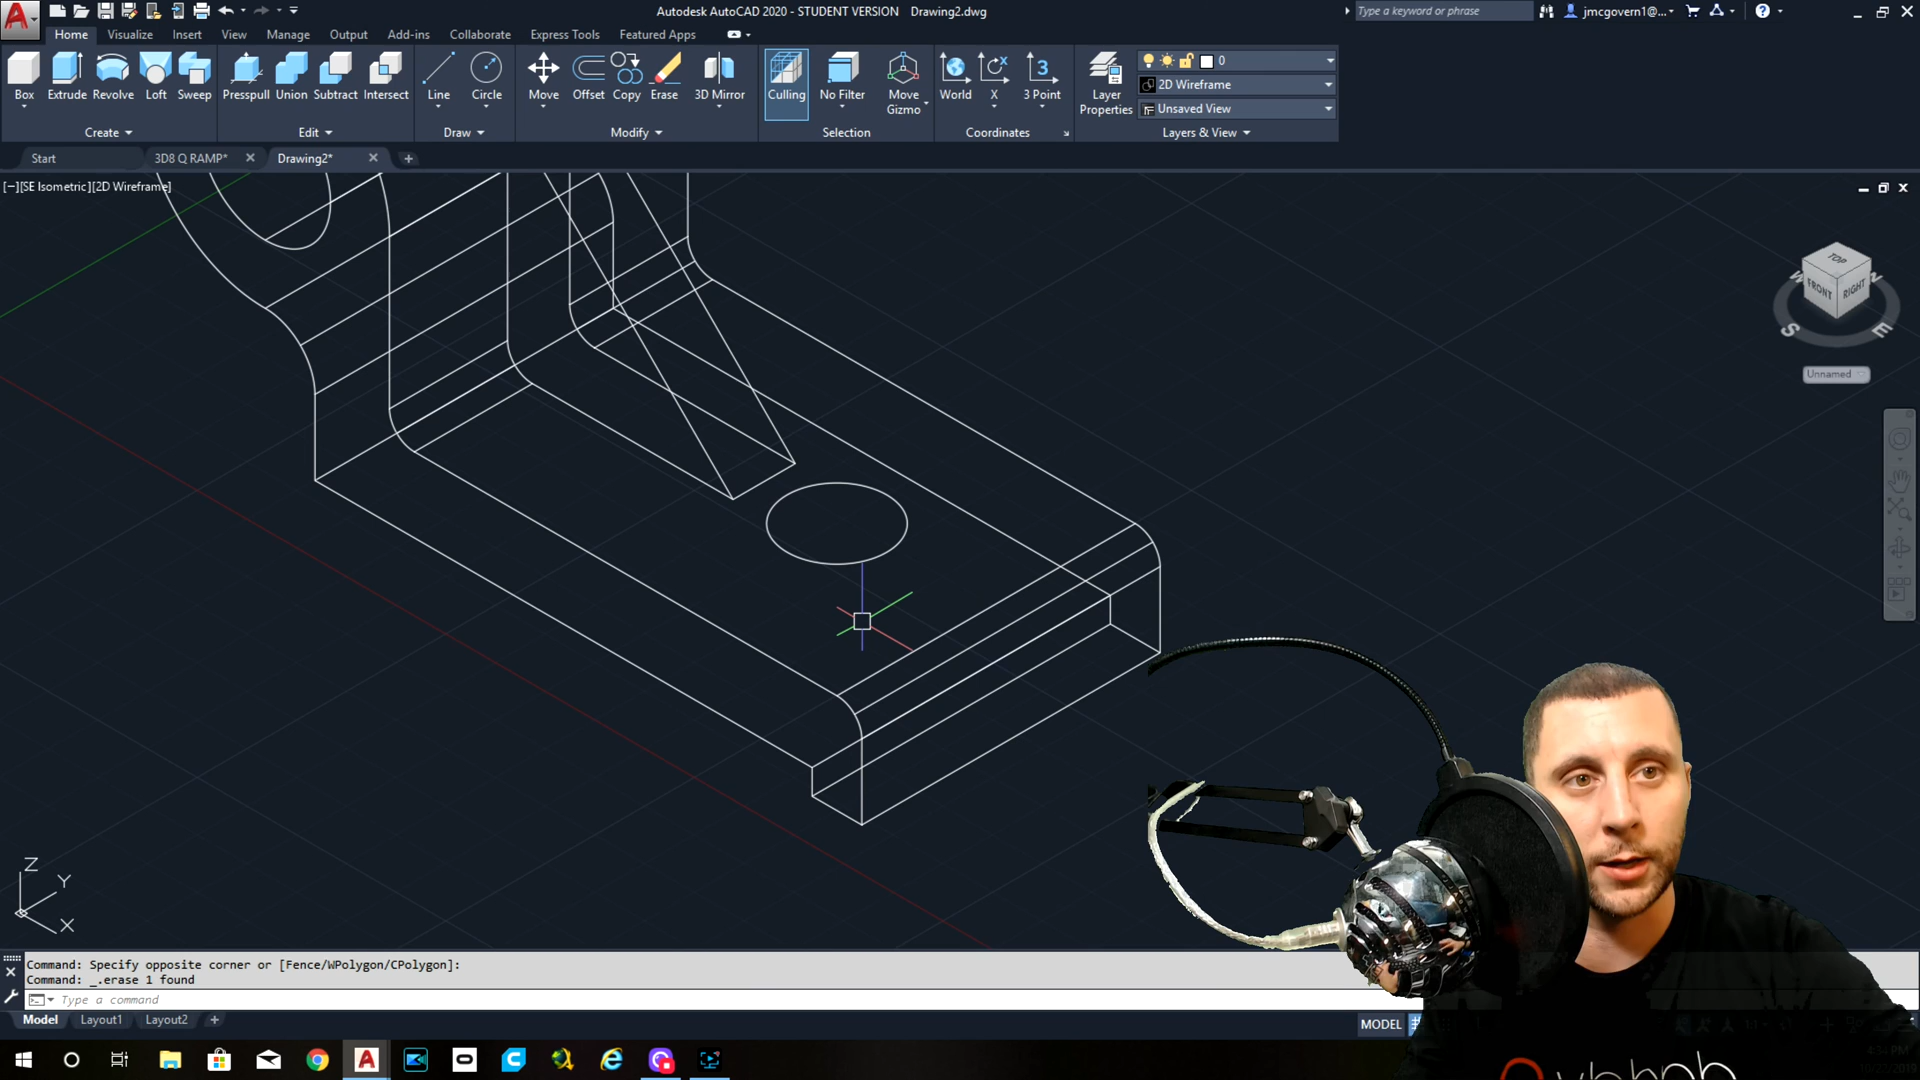 Autodesk AutoCAD 2020 - STUDENT VERSION Drawing2.dwg
Type a keyword or phrase
jmcgovern1@...
Home Visualize Insert View Manage Output Add-ins Collaborate Express Tools Featured Apps
Box Extrude Revolve Loft Sweep Presspull Union Subtract Intersect Line Circle Move Offset Copy Erase 3D Mirror Culling No Filter Move Gizmo World X 3 Point Layer Properties
0
2D Wireframe
Unsaved View
Create Edit Draw Modify Selection Coordinates Layers & View
Start 3D8 Q RAMP* Drawing2*
[−][SE Isometric][2D Wireframe]
TOP
FRONT RIGHT
W N
S E
Unnamed
Z
Y
X
Command: Specify opposite corner or [Fence/WPolygon/CPolygon]:
Command: _.erase 1 found
Type a command
Model Layout1 Layout2 +
MODEL